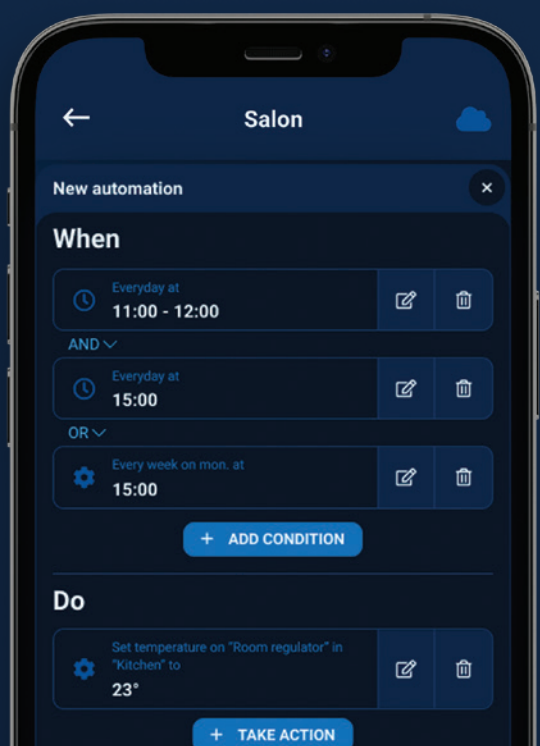 Salon
New automation
When
Everyday at
11:00 - 12:00
AND
Everyday at
15:00
OR
Every week on mon. at
15:00
+ ADD CONDITION
Do
Set temperature on "Room regulator" in
"Kitchen" to
23°
+ TAKE ACTION